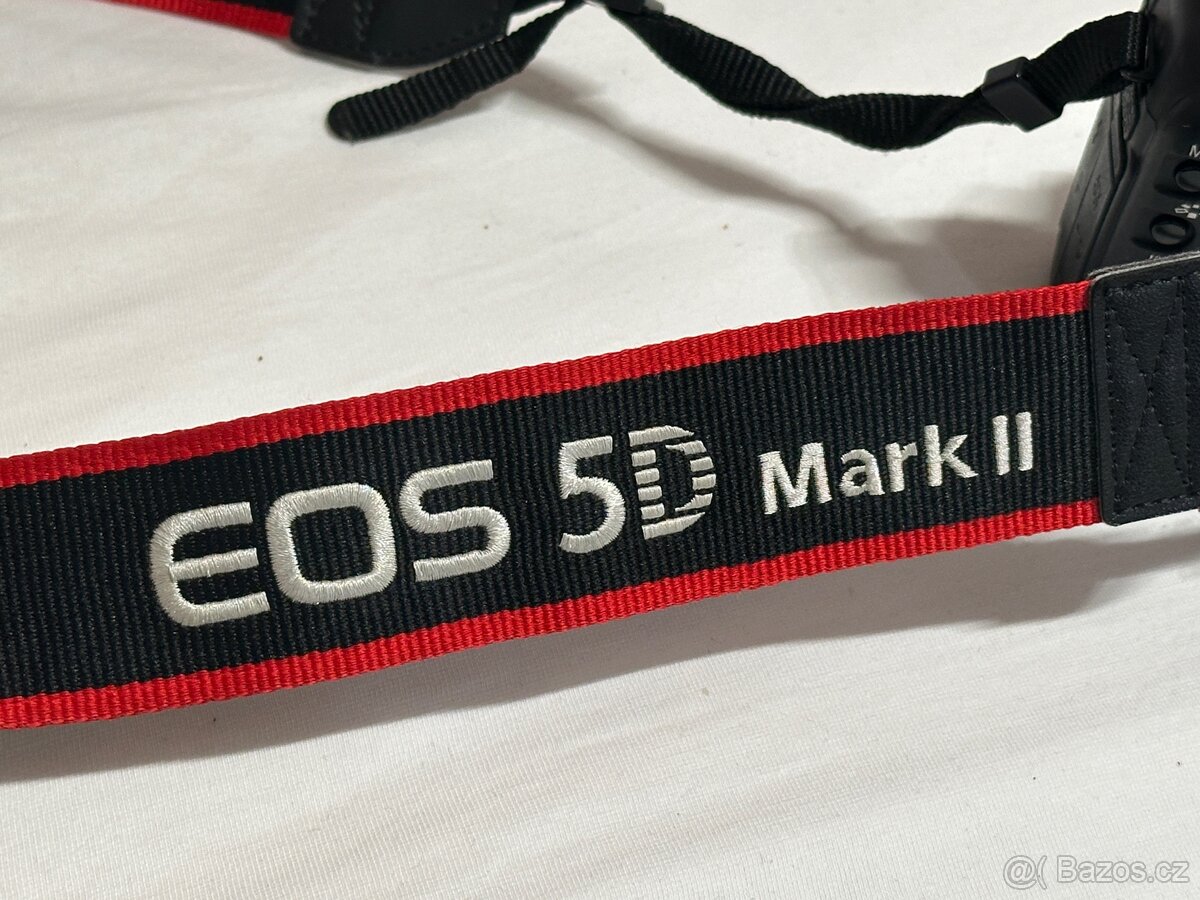 EOS 5D Mark II
@( Bazos.cz